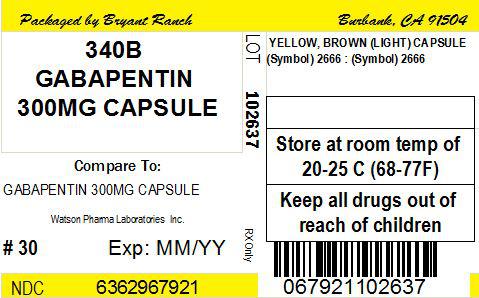 Packaged by Bryant Ranch
Burbank, CA 91504
340B
GABAPENTIN
300MG CAPSULE
Compare To:
GABAPENTIN 300MG CAPSULE
Watson Pharma Laboratories Inc.
# 30 Exp: MM/YY
NDC 6362967921
LOT 102637
RX Only
YELLOW, BROWN (LIGHT) CAPSULE
(Symbol) 2666 : (Symbol) 2666
Store at room temp of
20-25 C (68-77F)
Keep all drugs out of
reach of children
067921102637